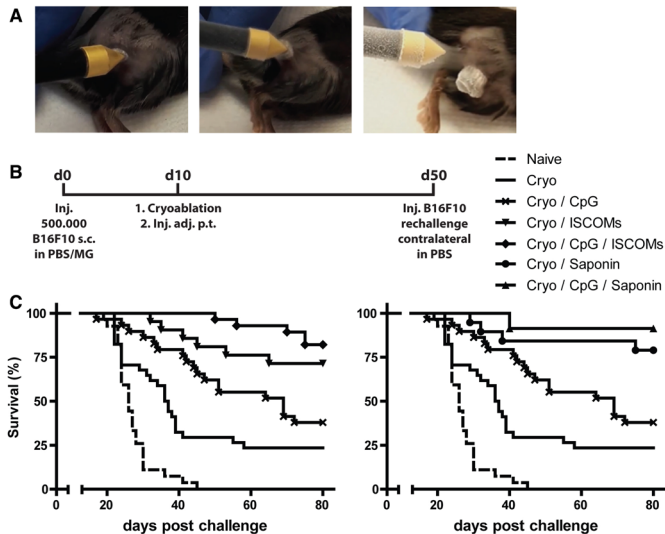 A
B
d0
d10
d50
Inj.
500.000
B16F10 s.c.
in PBS/MG
1. Cryoablation
2. Inj. adj. p.t.
Inj. B16F10
rechallenge
contralateral
in PBS
Naive
Cryo
Cryo / CpG
Cryo / ISCOMs
Cryo / CpG / ISCOMs
Cryo / Saponin
Cryo / CpG / Saponin
C
Survival (%)
100
75
50
25
0
0
20
40
60
80
days post challenge
100
75
50
25
0
0
20
40
60
80
days post challenge